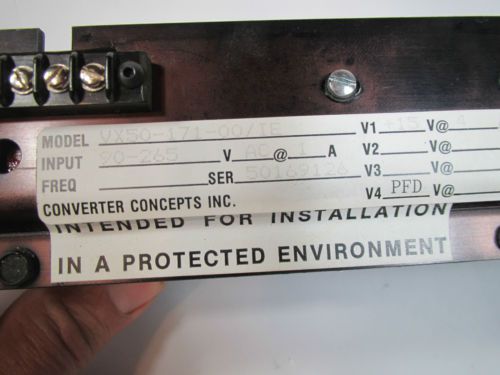 MODEL VX50-171-00/IE V1 +15 V@ 4
INPUT 90-265 V AC @ 1 A V2 V@
FREQ SER 50169126 V3 V@
CONVERTER CONCEPTS INC. V4 PFD V@
INTENDED FOR INSTALLATION
IN A PROTECTED ENVIRONMENT